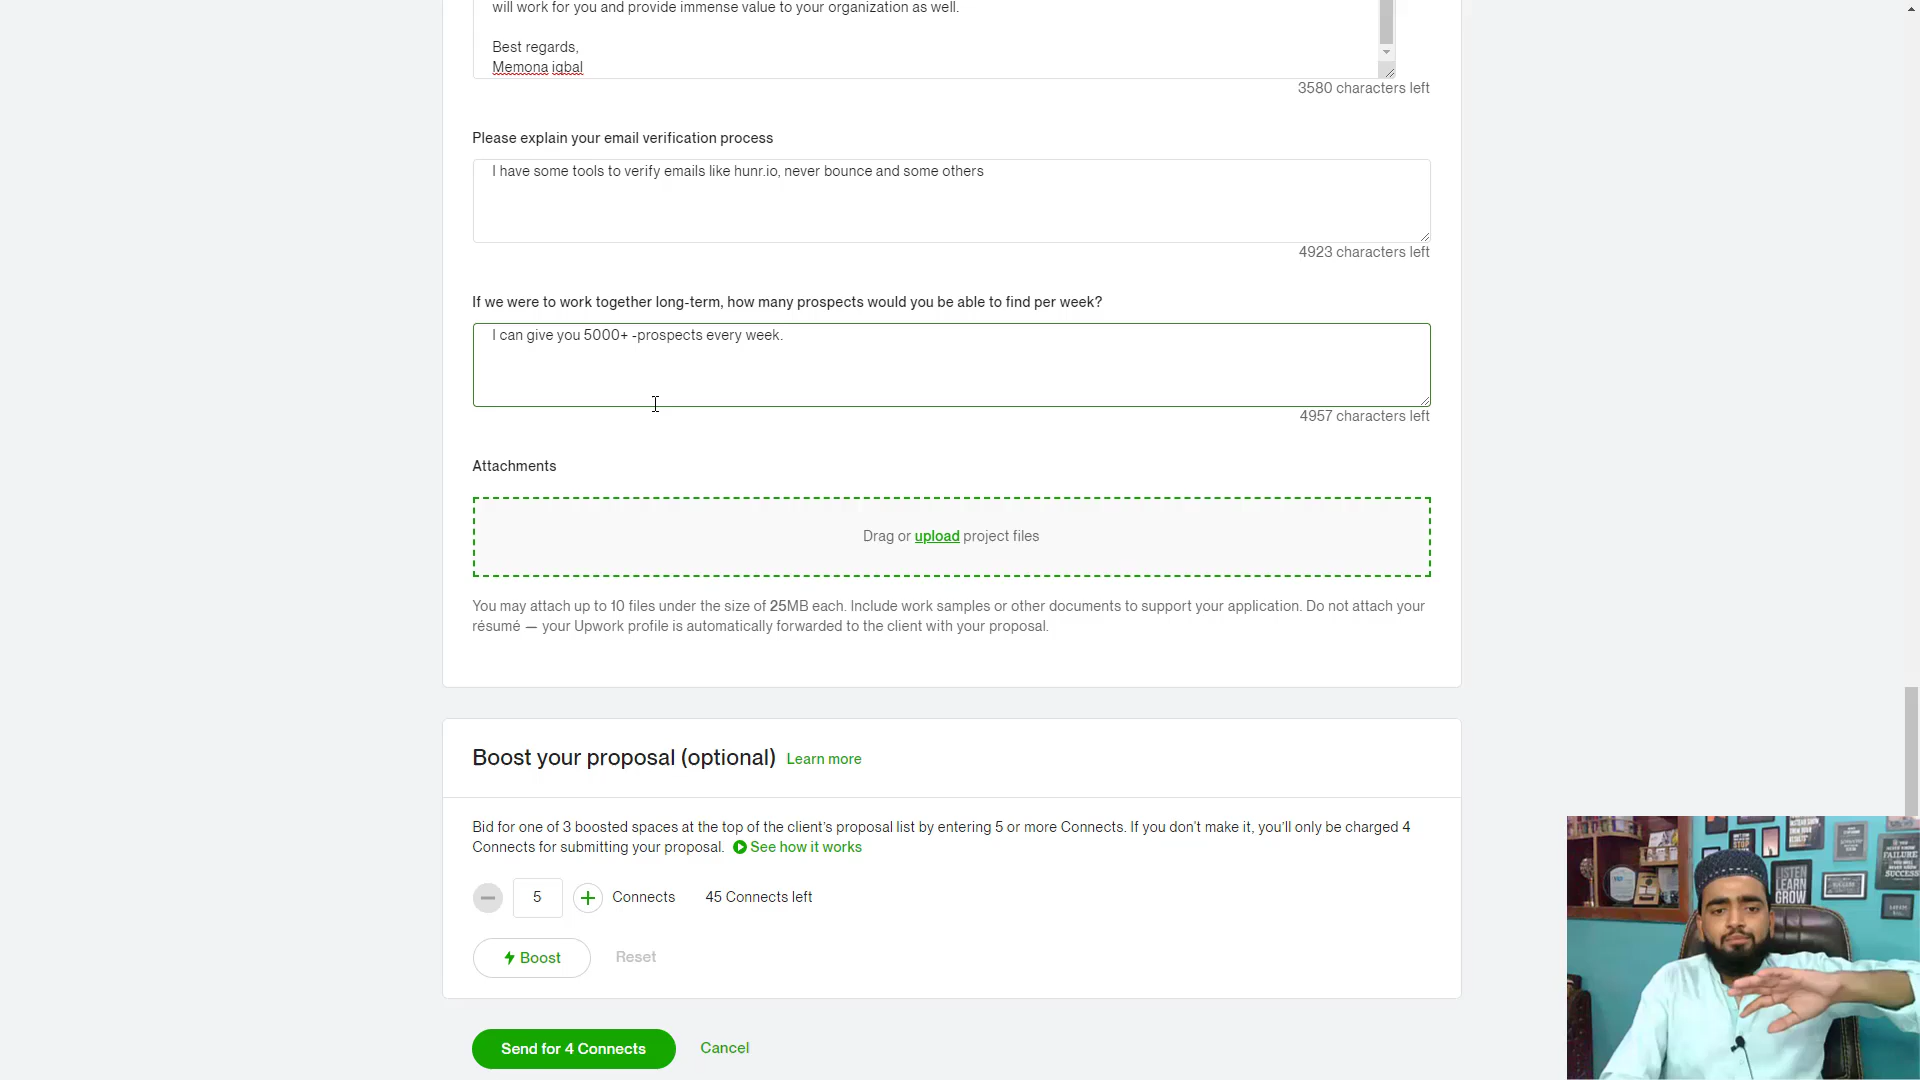 will work for you and provide immense value to your organization as well.
Best regards,
Memona iqbal
3580 characters left
Please explain your email verification process
I have some tools to verify emails like hunr.io, never bounce and some others
4923 characters left
If we were to work together long-term, how many prospects would you be able to find per week?
I can give you 5000+ -prospects every week.
4957 characters left
Attachments
Drag or upload project files
You may attach up to 10 files under the size of 25MB each. Include work samples or other documents to support your application. Do not attach your
résumé — your Upwork profile is automatically forwarded to the client with your proposal.
Boost your proposal (optional) Learn more
Bid for one of 3 boosted spaces at the top of the client's proposal list by entering 5 or more Connects. If you don't make it, you'll only be charged 4
Connects for submitting your proposal. See how it works
5 Connects 45 Connects left
Boost Reset
Send for 4 Connects Cancel
LISTEN
LEARN
GROW
FAILURE
SUCCESS